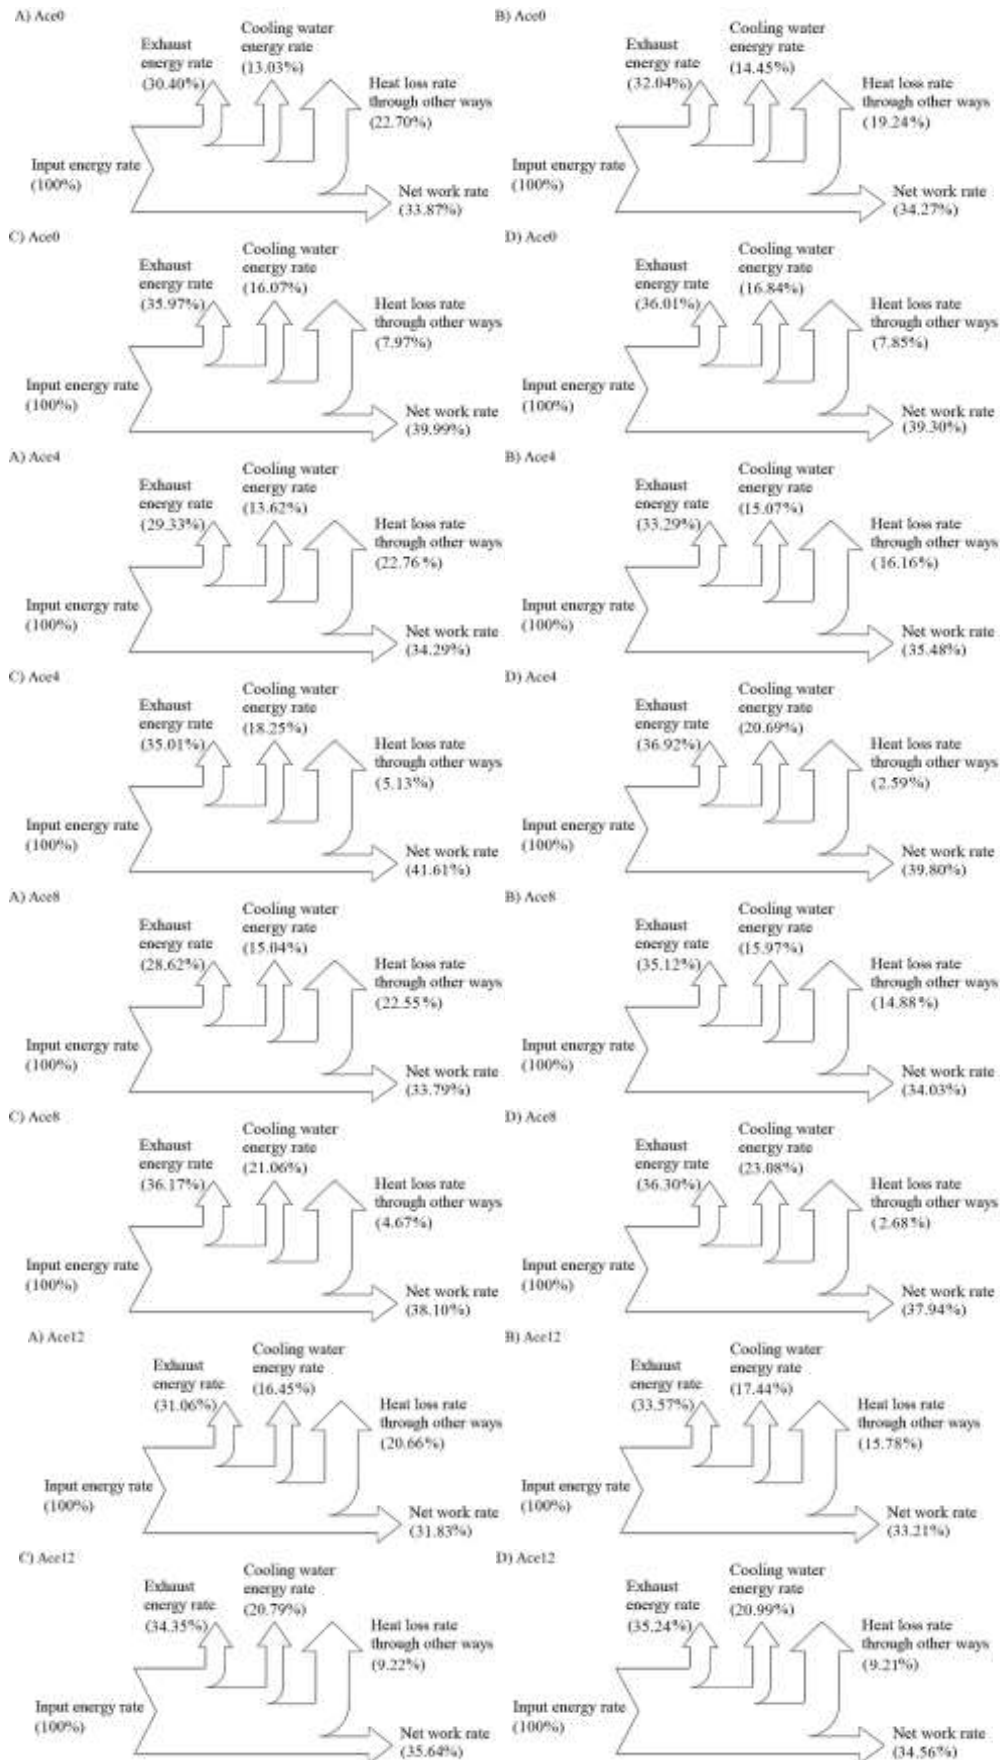 A) Ace0
Exhaust
energy rate
(30.40%)
Cooling water
energy rate
(13.03%)
Heat loss rate
through other ways
(22.70%)
Input energy rate
(100%)
Net work rate
(33.87%)
B) Ace0
Exhaust
energy rate
(32.04%)
Cooling water
energy rate
(14.45%)
Heat loss rate
through other ways
(19.24%)
Input energy rate
(100%)
Net work rate
(34.27%)
C) Ace0
Exhaust
energy rate
(35.97%)
Cooling water
energy rate
(16.07%)
Heat loss rate
through other ways
(7.97%)
Input energy rate
(100%)
Net work rate
(39.99%)
D) Ace0
Exhaust
energy rate
(36.01%)
Cooling water
energy rate
(16.84%)
Heat loss rate
through other ways
(7.85%)
Input energy rate
(100%)
Net work rate
(39.30%)
A) Ace4
Exhaust
energy rate
(29.33%)
Cooling water
energy rate
(13.62%)
Heat loss rate
through other ways
(22.76%)
Input energy rate
(100%)
Net work rate
(34.29%)
B) Ace4
Exhaust
energy rate
(33.29%)
Cooling water
energy rate
(15.07%)
Heat loss rate
through other ways
(16.16%)
Input energy rate
(100%)
Net work rate
(35.48%)
C) Ace4
Exhaust
energy rate
(35.01%)
Cooling water
energy rate
(18.25%)
Heat loss rate
through other ways
(5.13%)
Input energy rate
(100%)
Net work rate
(41.61%)
D) Ace4
Exhaust
energy rate
(36.92%)
Cooling water
energy rate
(20.69%)
Heat loss rate
through other ways
(2.59%)
Input energy rate
(100%)
Net work rate
(39.80%)
A) Ace8
Exhaust
energy rate
(28.62%)
Cooling water
energy rate
(15.04%)
Heat loss rate
through other ways
(22.55%)
Input energy rate
(100%)
Net work rate
(33.79%)
B) Ace8
Exhaust
energy rate
(35.12%)
Cooling water
energy rate
(15.97%)
Heat loss rate
through other ways
(14.88%)
Input energy rate
(100%)
Net work rate
(34.03%)
C) Ace8
Exhaust
energy rate
(36.17%)
Cooling water
energy rate
(21.06%)
Heat loss rate
through other ways
(4.67%)
Input energy rate
(100%)
Net work rate
(38.10%)
D) Ace8
Exhaust
energy rate
(36.30%)
Cooling water
energy rate
(23.08%)
Heat loss rate
through other ways
(2.68%)
Input energy rate
(100%)
Net work rate
(37.94%)
A) Ace12
Exhaust
energy rate
(31.06%)
Cooling water
energy rate
(16.45%)
Heat loss rate
through other ways
(20.66%)
Input energy rate
(100%)
Net work rate
(31.83%)
B) Ace12
Exhaust
energy rate
(33.57%)
Cooling water
energy rate
(17.44%)
Heat loss rate
through other ways
(15.78%)
Input energy rate
(100%)
Net work rate
(33.21%)
C) Ace12
Exhaust
energy rate
(34.35%)
Cooling water
energy rate
(20.79%)
Heat loss rate
through other ways
(9.22%)
Input energy rate
(100%)
Net work rate
(35.64%)
D) Ace12
Exhaust
energy rate
(35.24%)
Cooling water
energy rate
(20.99%)
Heat loss rate
through other ways
(9.21%)
Input energy rate
(100%)
Net work rate
(34.56%)